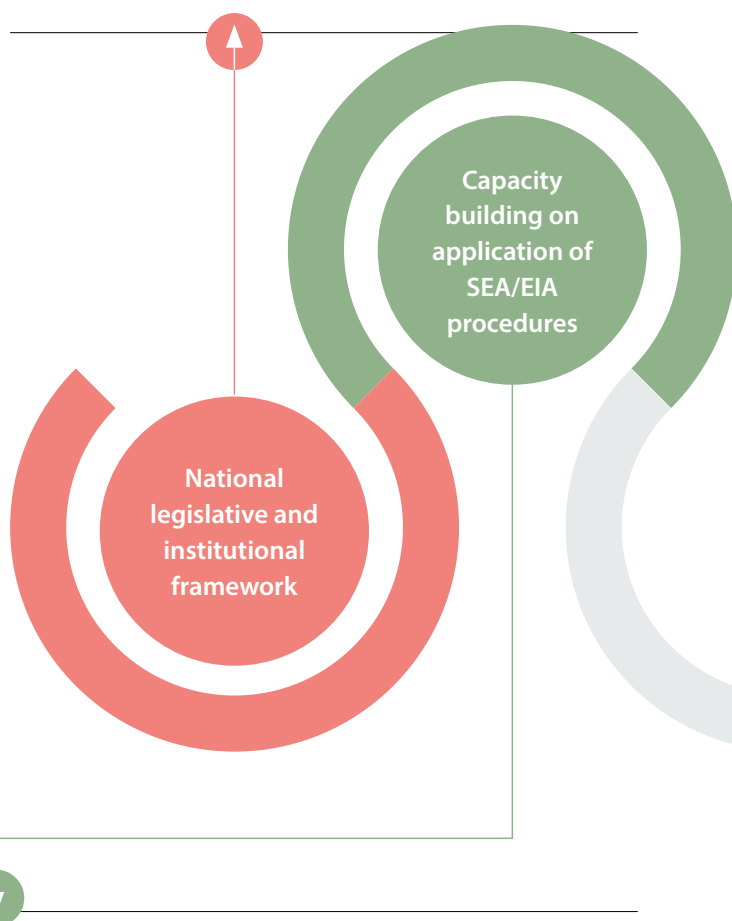 Capacity
building on
application of
SEA/EIA
procedures
National
legislative and
institutional
framework